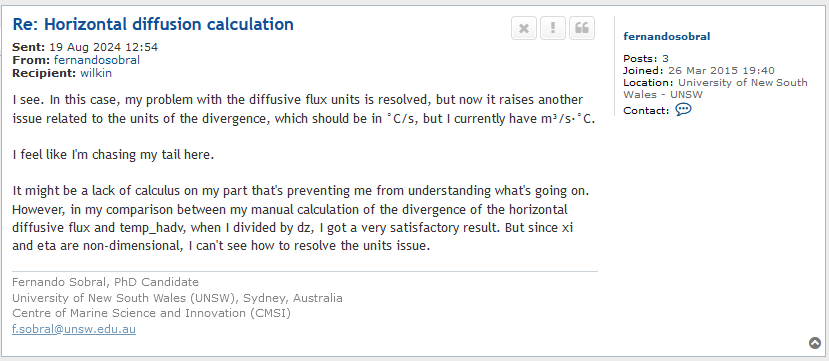 Re: Horizontal diffusion calculation
Sent: 19 Aug 2024 12:54
From: fernandosobral
Recipient: wilkin
I see. In this case, my problem with the diffusive flux units is resolved, but now it raises another
issue related to the units of the divergence, which should be in °C/s, but I currently have m³/s·°C.
I feel like I'm chasing my tail here.
It might be a lack of calculus on my part that's preventing me from understanding what's going on.
However, in my comparison between my manual calculation of the divergence of the horizontal
diffusive flux and temp_hadv, when I divided by dz, I got a very satisfactory result. But since xi
and eta are non-dimensional, I can't see how to resolve the units issue.
Fernando Sobral, PhD Candidate
University of New South Wales (UNSW), Sydney, Australia
Centre of Marine Science and Innovation (CMSI)
f.sobral@unsw.edu.au
fernandosobral
Posts: 3
Joined: 26 Mar 2015 19:40
Location: University of New South
Wales - UNSW
Contact: